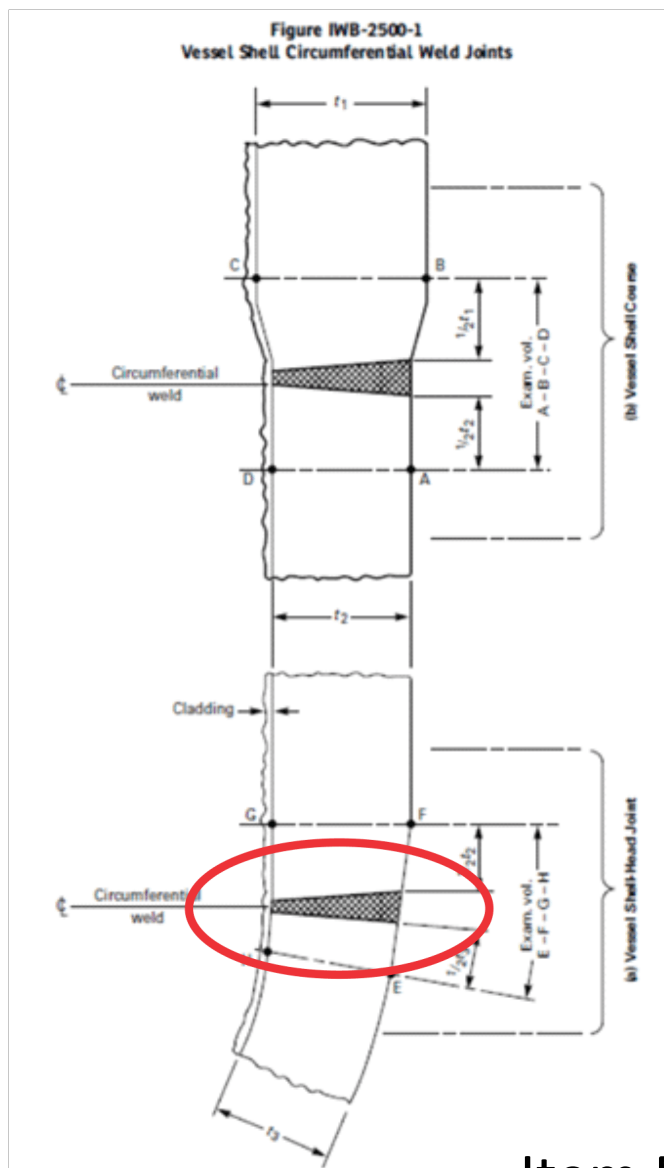 Figure IWB-2500-1
Vessel Shell Circumferential Weld Joints
t1
C
B
1/2t1
Circumferential
weld
Exam. vol.
A – B – C – D
(b) Vessel Shell Course
1/2t2
D
A
t2
Cladding
G
F
1/2t2
Circumferential
weld
Exam. vol.
E – F – G – H
(a) Vessel Shell-Head Joint
E
t3